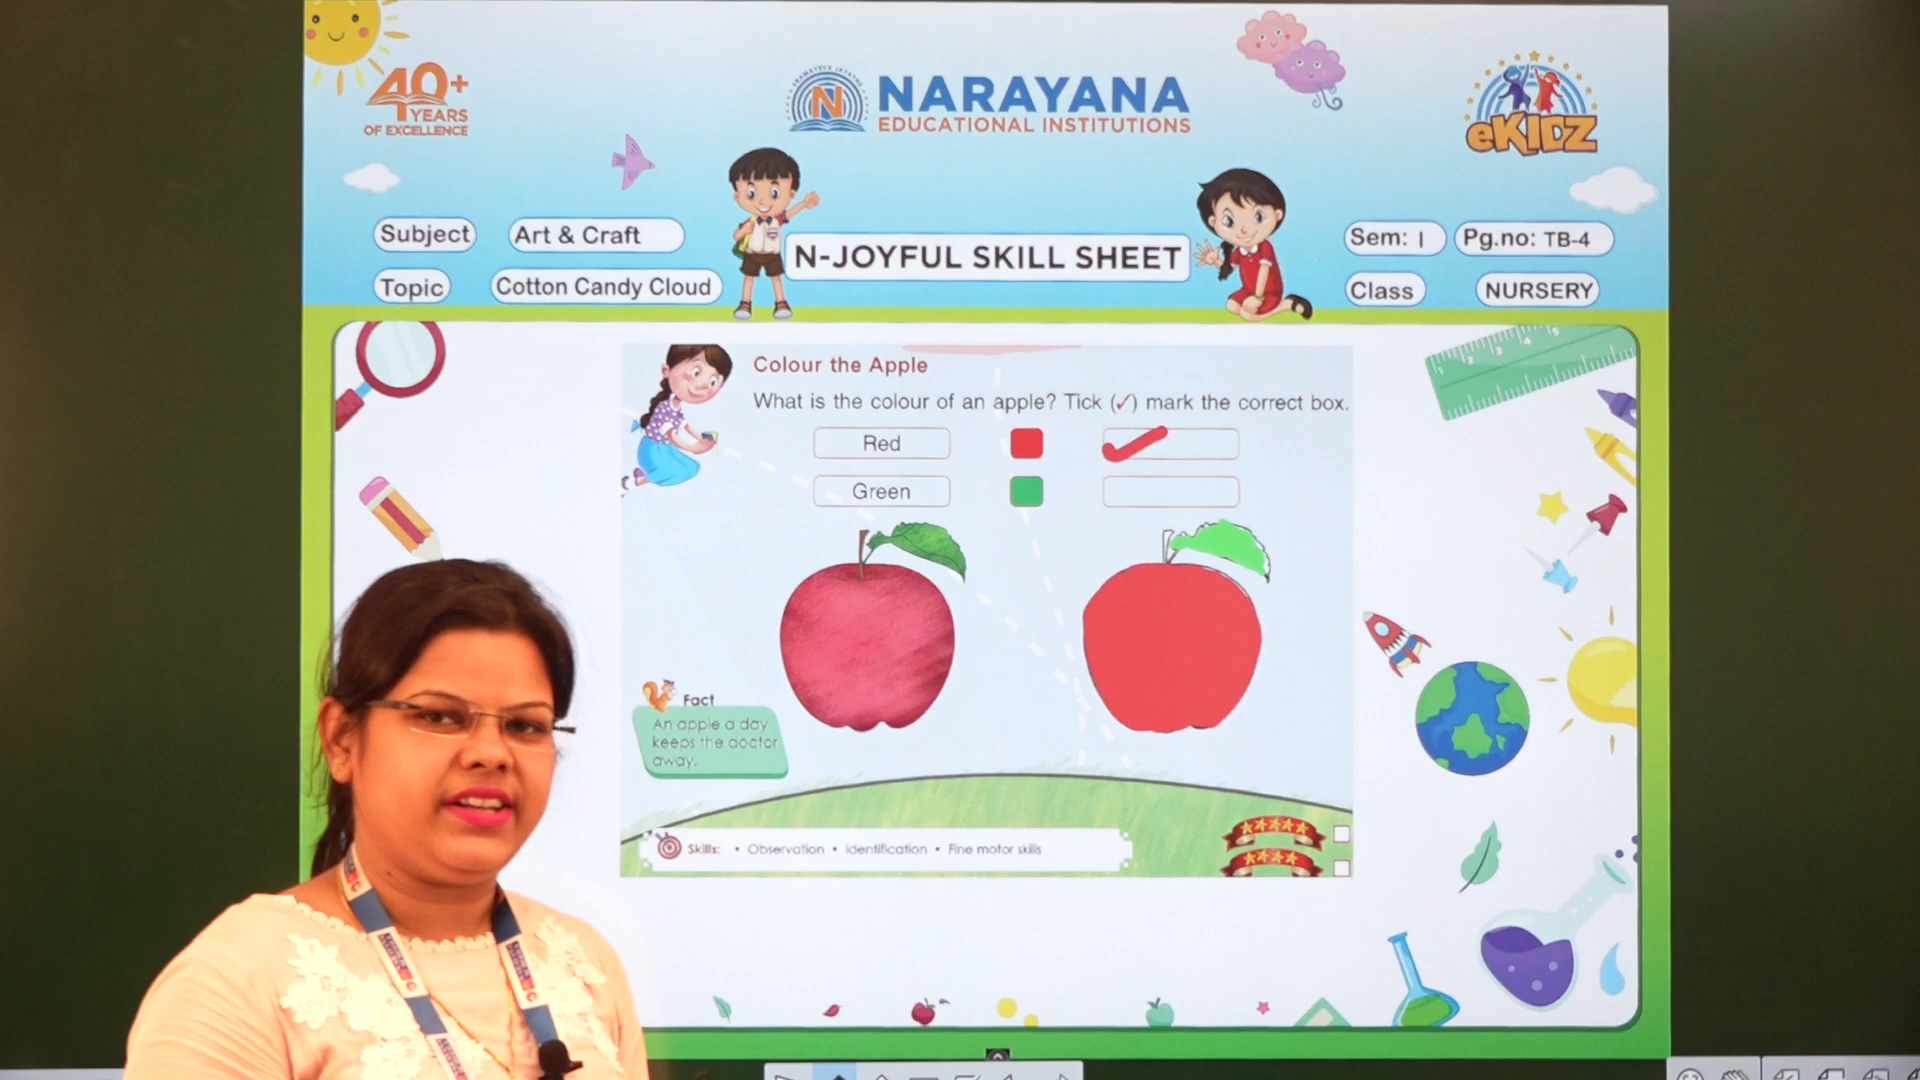 40+
YEARS
OF EXCELLENCE
N
NARAYANA
EDUCATIONAL INSTITUTIONS
eKIDZ
Subject
Art & Craft
Topic
Cotton Candy Cloud
N-JOYFUL SKILL SHEET
Sem: I
Pg.no: TB-4
Class
NURSERY
Colour the Apple
What is the colour of an apple? Tick (✓) mark the correct box.
Red
Green
Fact
An apple a day
keeps the doctor
away.
Skills: • Observation • Identification • Fine motor skills